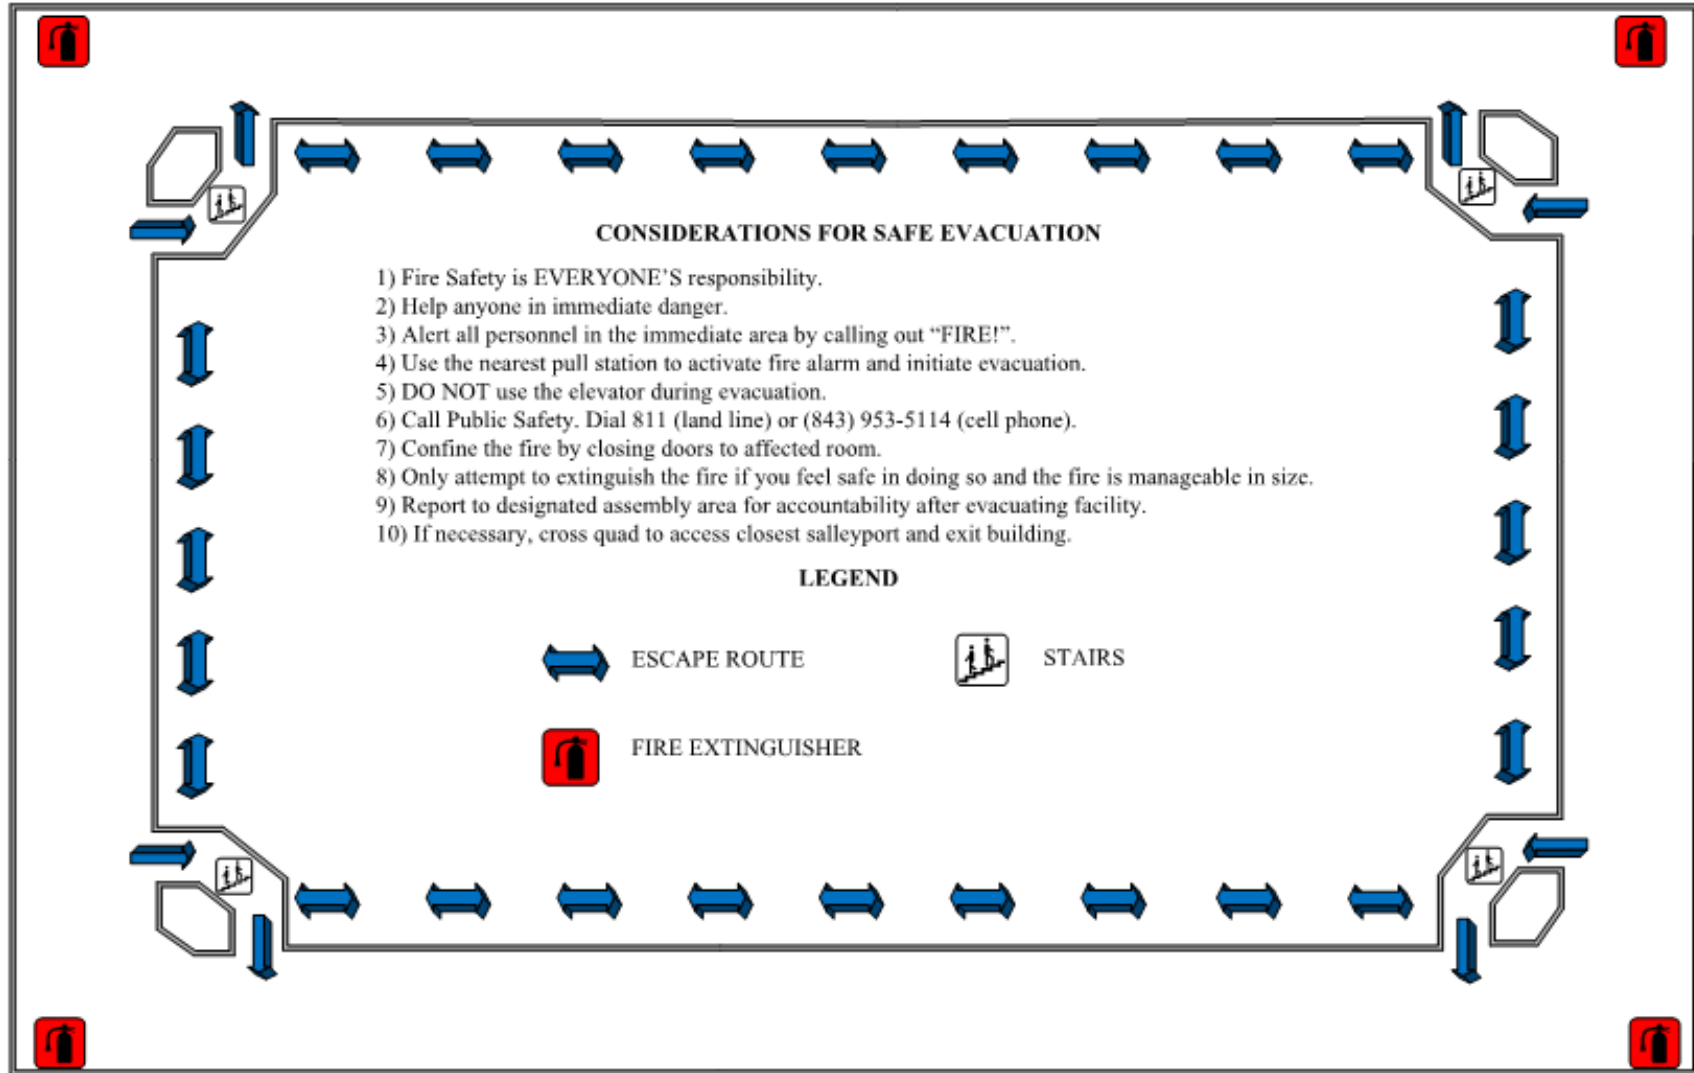 CONSIDERATIONS FOR SAFE EVACUATION
1) Fire Safety is EVERYONE'S responsibility.
2) Help anyone in immediate danger.
3) Alert all personnel in the immediate area by calling out “FIRE!”.
4) Use the nearest pull station to activate fire alarm and initiate evacuation.
5) DO NOT use the elevator during evacuation.
6) Call Public Safety. Dial 811 (land line) or (843) 953-5114 (cell phone).
7) Confine the fire by closing doors to affected room.
8) Only attempt to extinguish the fire if you feel safe in doing so and the fire is manageable in size.
9) Report to designated assembly area for accountability after evacuating facility.
10) If necessary, cross quad to access closest salleyport and exit building.
LEGEND
ESCAPE ROUTE
STAIRS
FIRE EXTINGUISHER